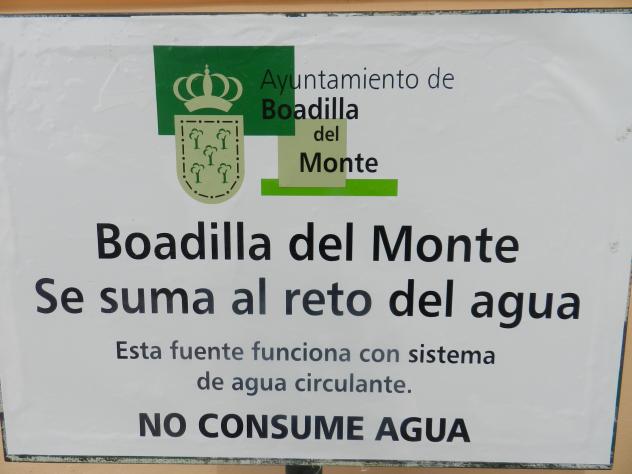 Ayuntamiento de
Boadilla
del
Monte
Boadilla del Monte
Se suma al reto del agua
Esta fuente funciona con sistema
de agua circulante.
NO CONSUME AGUA